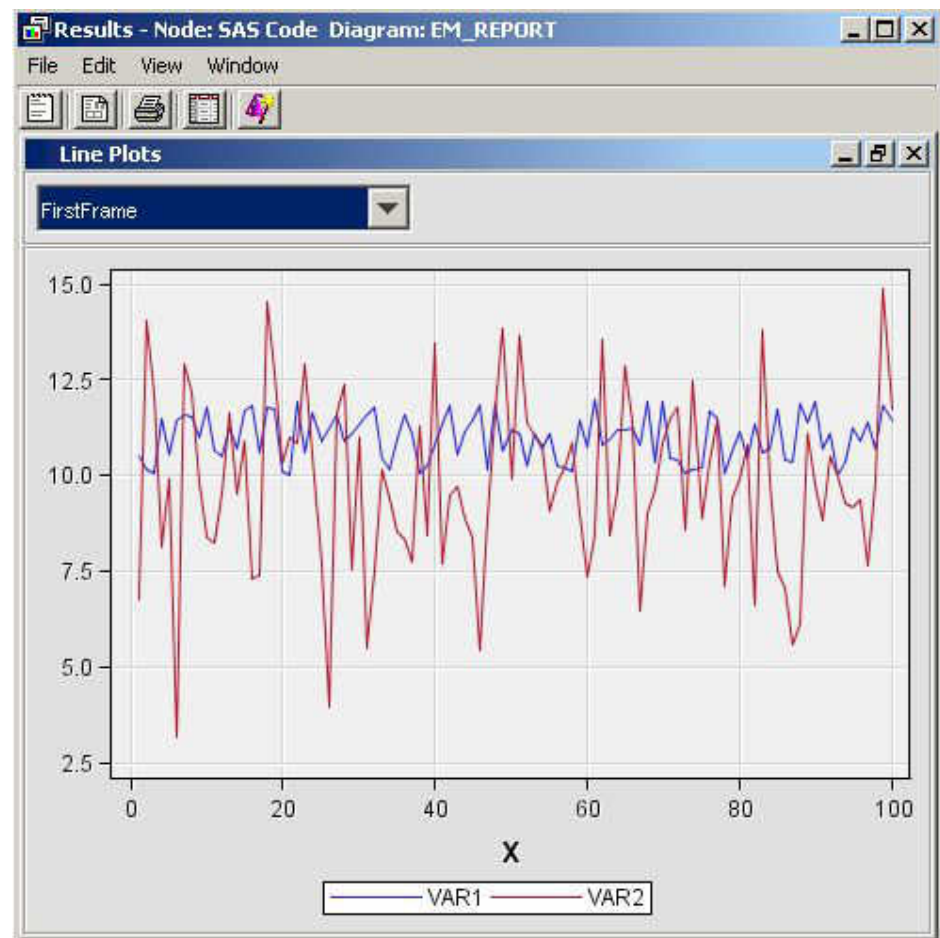 Results - Node: SAS Code Diagram: EM_REPORT
File Edit View Window
Line Plots
FirstFrame
15.0
12.5
10.0
7.5
5.0
2.5
0 20 40 60 80 100
X
VAR1 VAR2